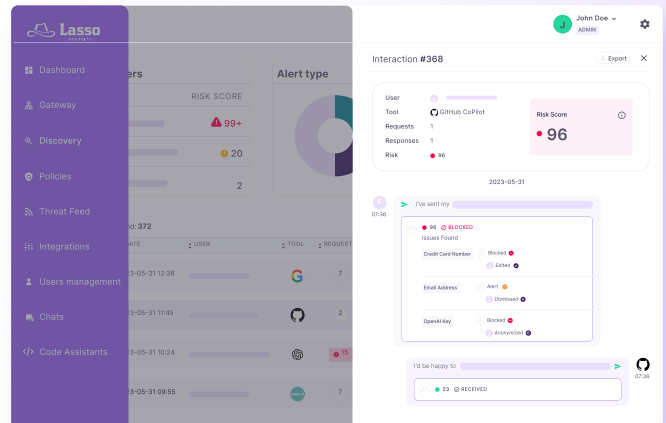 Lasso
SECURITY
Dashboard
Gateway
Discovery
Policies
Threat Feed
Integrations
Users management
Chats
Code Assistants
ers
RISK SCORE
99+
20
2
Alert type
nd: 372
ATE USER TOOL REQUEST
23-05-31 12:36 7
23-05-31 11:45 2
23-05-31 10:24 15
23-05-31 09:55 7
J
John Doe
ADMIN
Interaction #368
Export
User
Tool GitHub CoPilot
Requests 1
Responses 1
Risk 96
Risk Score
96
2023-05-31
07:36
I've sent my
96 BLOCKED
Issues Found
Credit Card Number Blocked
Edited
Email Address Alert
Dismissed
OpenAI Key Blocked
Anonymized
I'd be happy to
07:36
23 RECEIVED